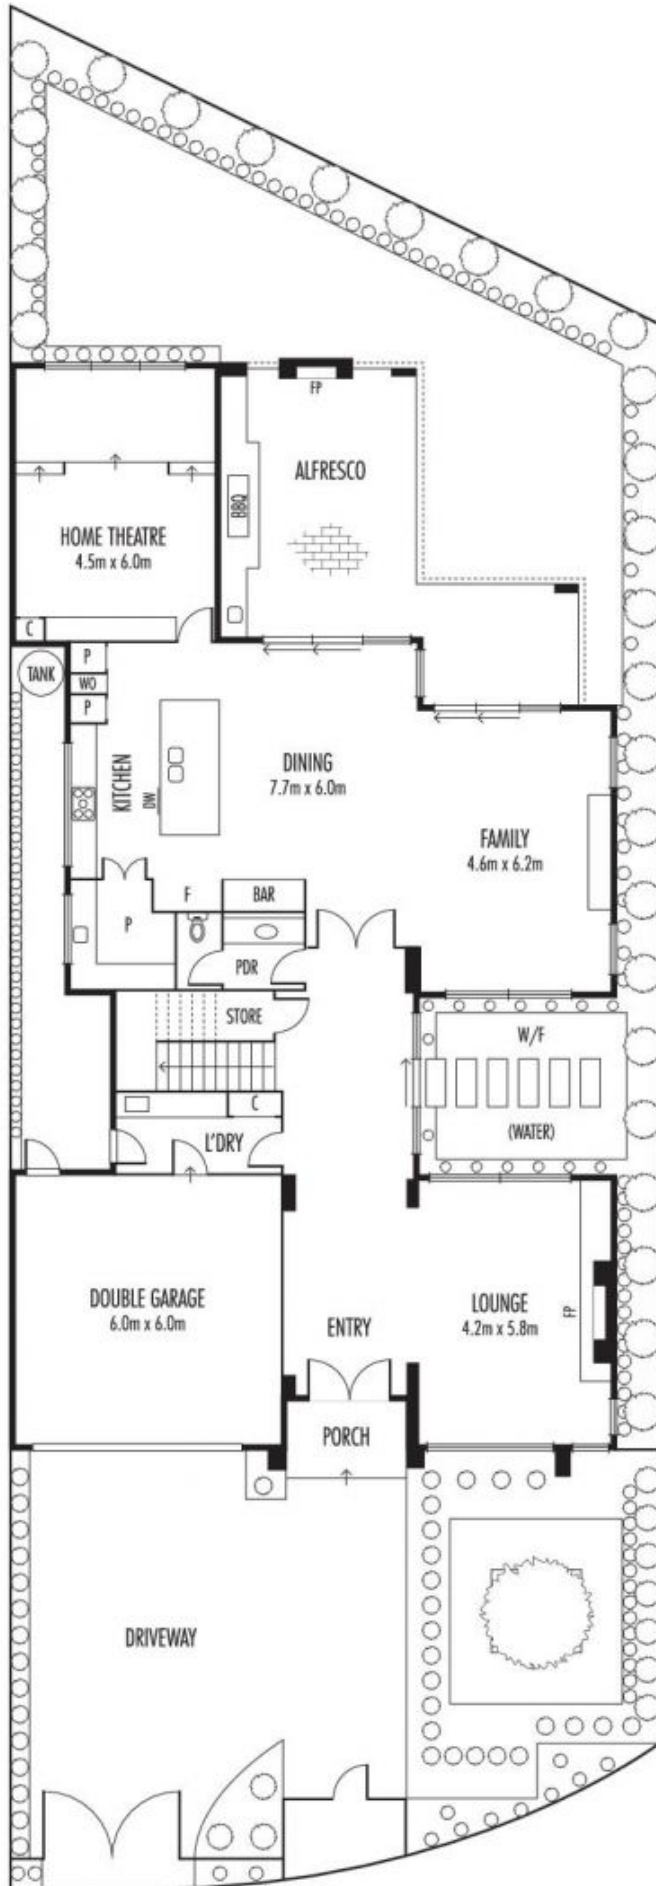 FP
ALFRESCO
BBQ
HOME THEATRE
4.5m x 6.0m
C
TANK
P
WO
P
KITCHEN
DW
DINING
7.7m x 6.0m
FAMILY
4.6m x 6.2m
F
BAR
P
PDR
STORE
W/F
(WATER)
C
L'DRY
DOUBLE GARAGE
6.0m x 6.0m
ENTRY
LOUNGE
4.2m x 5.8m
FP
PORCH
DRIVEWAY